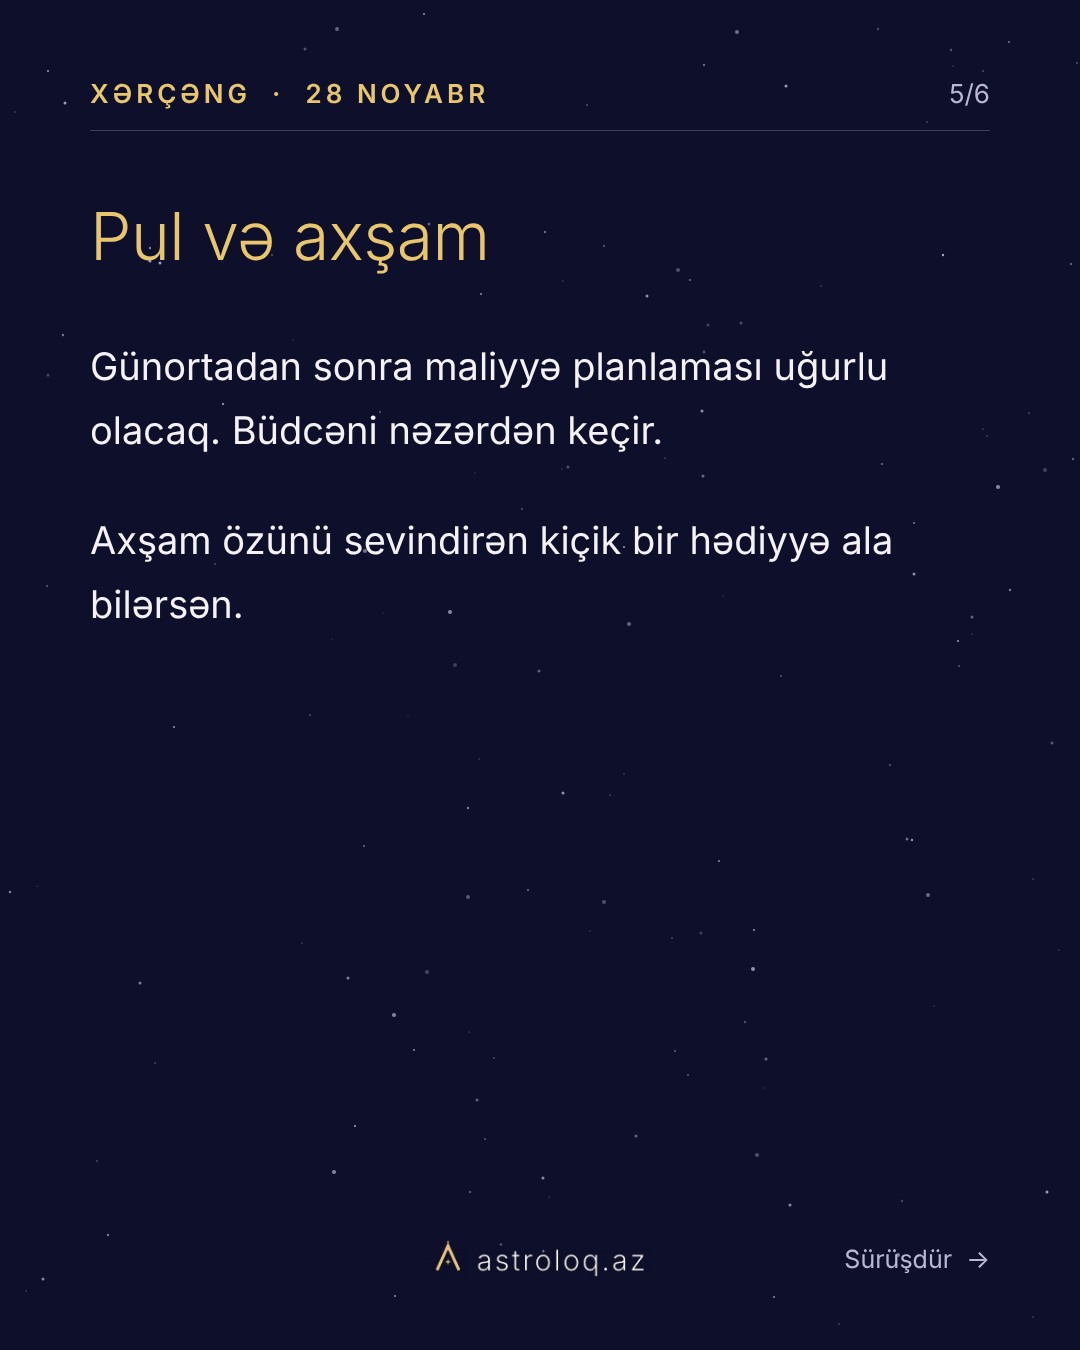 XƏRÇƏNG · 28 NOYABR 5/6
Pul və axşam
Günortadan sonra maliyyə planlaması uğurlu
olacaq. Büdcəni nəzərdən keçir.
Axşam özünü sevindirən kiçik bir hədiyyə ala
bilərsən.
astroloq.az Sürüşdür →